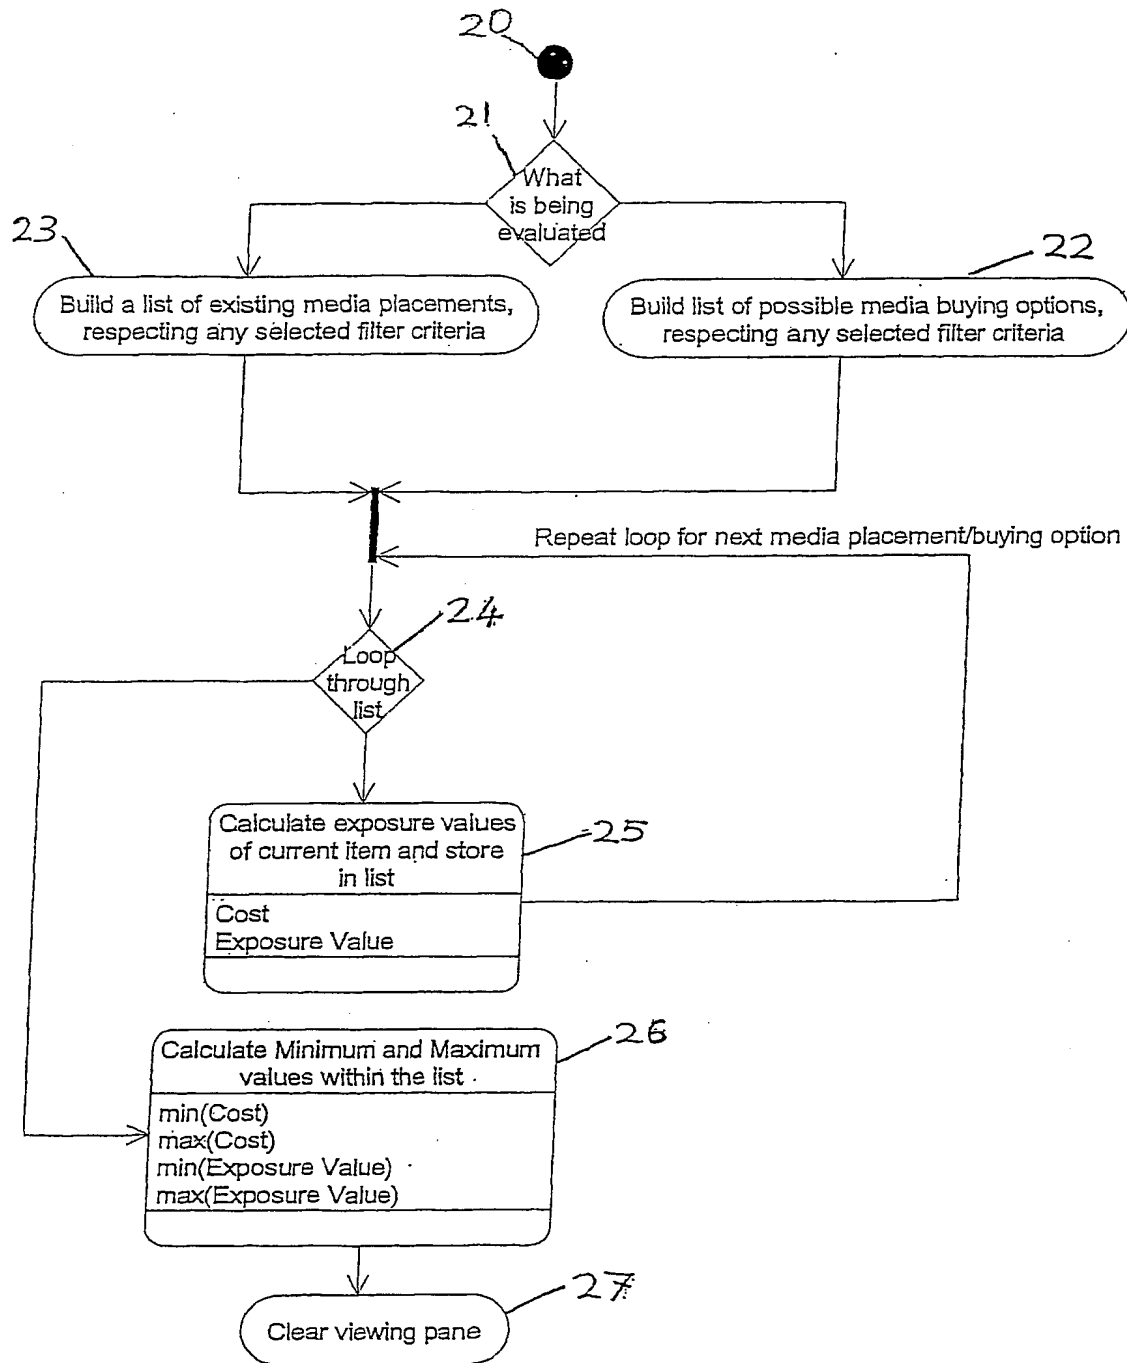 20
21
What
is being
evaluated
23
22
Build a list of existing media placements,
respecting any selected filter criteria
Build list of possible media buying options,
respecting any selected filter criteria
Repeat loop for next media placement/buying option
24
Loop
through
list
25
Calculate exposure values
of current item and store
in list
Cost
Exposure Value
26
Calculate Minimum and Maximum
values within the list
min(Cost)
max(Cost)
min(Exposure Value)
max(Exposure Value)
27
Clear viewing pane